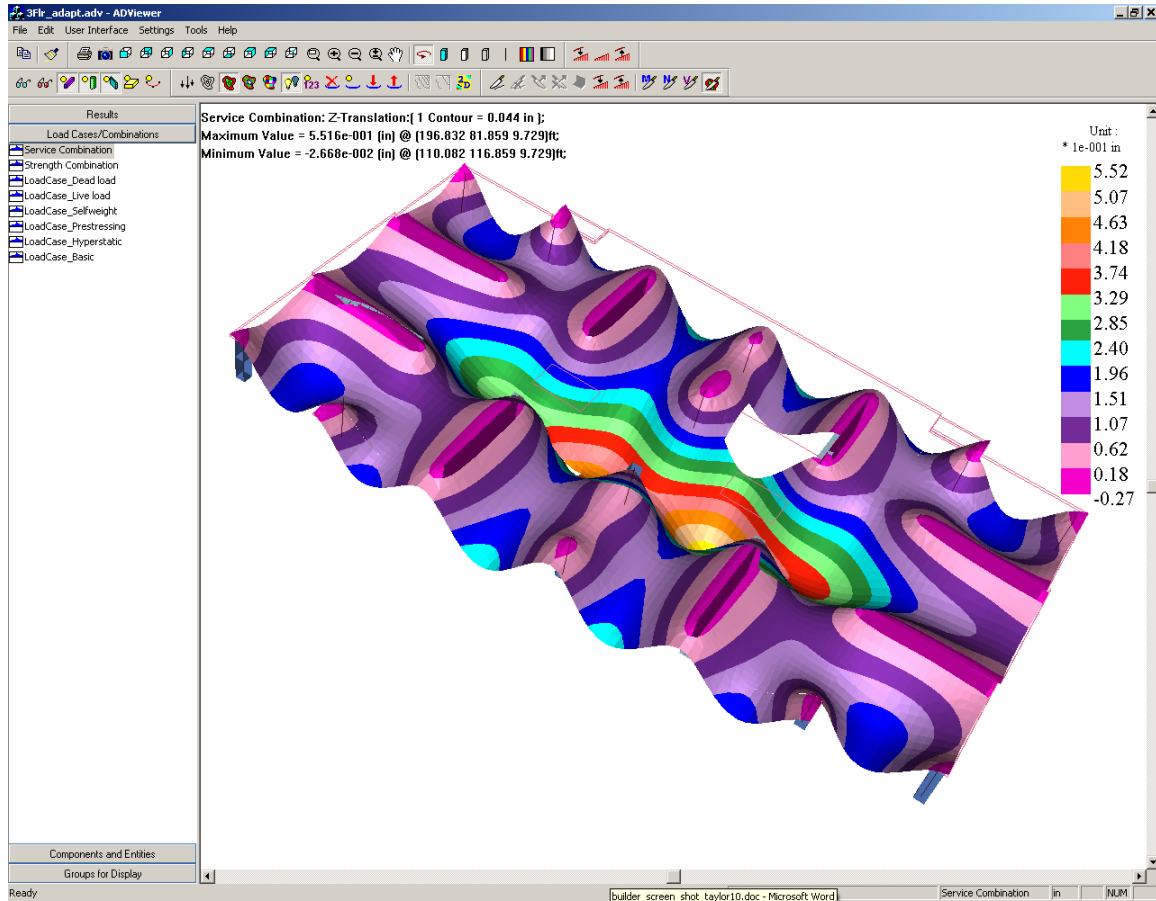 3Flr_adapt.adv - ADViewer
File Edit User Interface Settings Tools Help
123
3D
M N V
Results
Load Cases/Combinations
Service Combination
Strength Combination
LoadCase_Dead load
LoadCase_Live load
LoadCase_Selfweight
LoadCase_Prestressing
LoadCase_Hyperstatic
LoadCase_Basic
Components and Entities
Groups for Display
Service Combination: Z-Translation:[ 1 Contour = 0.044 in ];
Maximum Value = 5.516e-001 (in) @ (196.832 81.859 9.729)ft;
Minimum Value = -2.668e-002 (in) @ (110.082 116.859 9.729)ft;
Unit :
* 1e-001 in
5.52
5.07
4.63
4.18
3.74
3.29
2.85
2.40
1.96
1.51
1.07
0.62
0.18
-0.27
Ready
builder_screen_shot_taylor10.doc - Microsoft Word
Service Combination
in
NUM